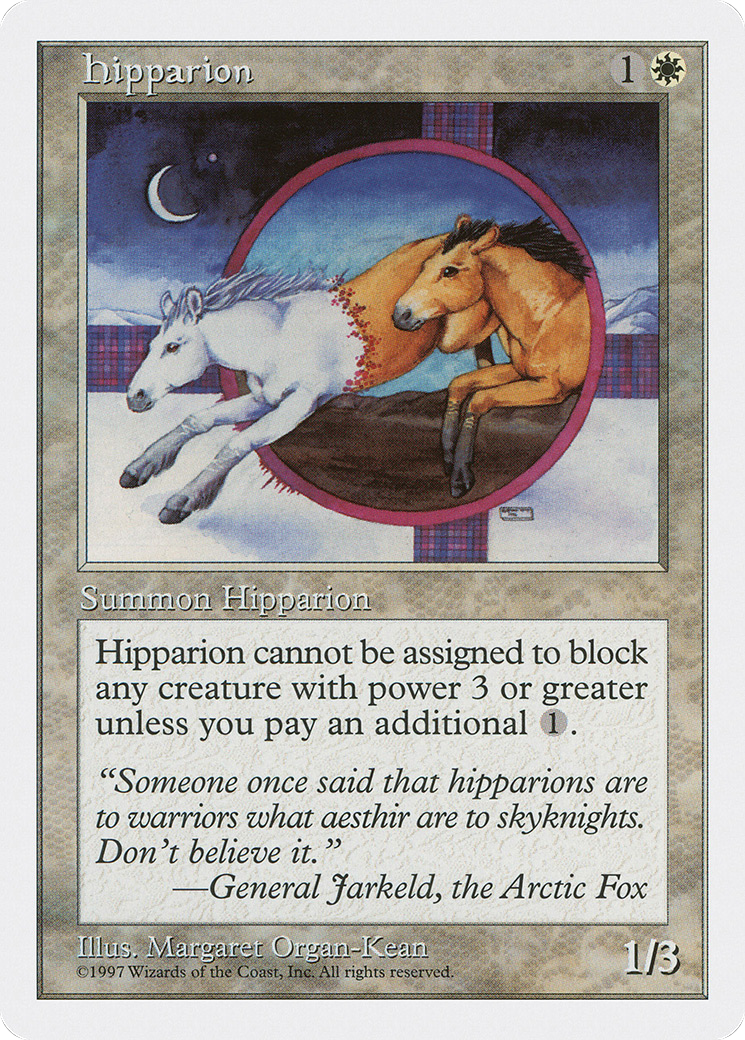 Hipparion 1
Summon Hipparion
Hipparion cannot be assigned to block
any creature with power 3 or greater
unless you pay an additional 1.
“Someone once said that hipparions are
to warriors what aesthir are to skyknights.
Don’t believe it.”
—General Jarkeld, the Arctic Fox
Illus. Margaret Organ-Kean
©1997 Wizards of the Coast, Inc. All rights reserved.
1/3